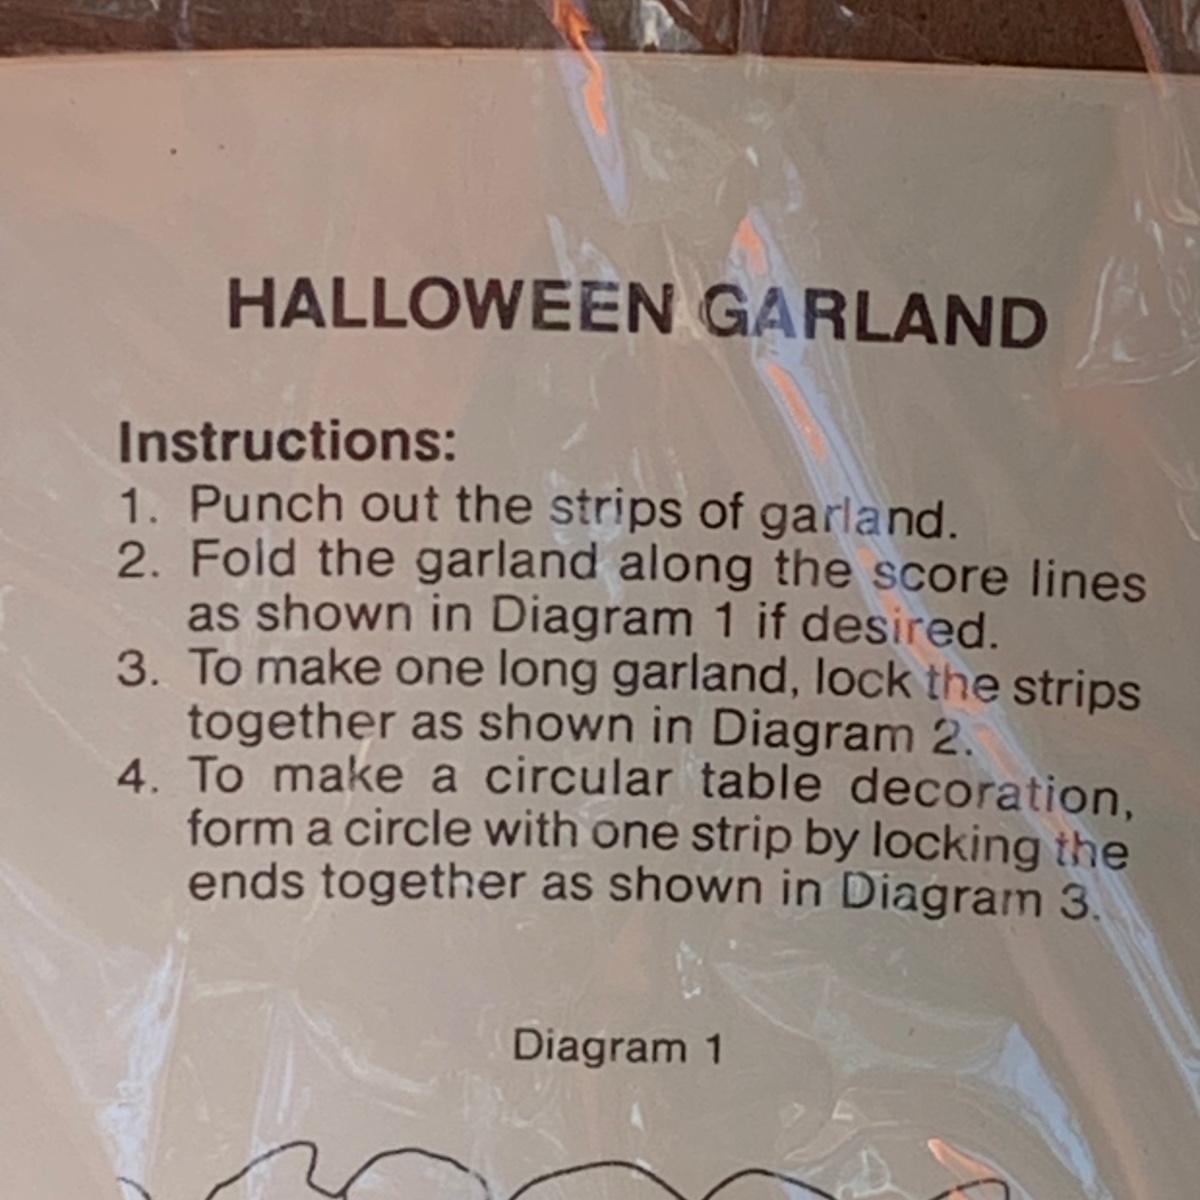 HALLOWEEN GARLAND
Instructions:
1. Punch out the strips of garland.
2. Fold the garland along the score lines
as shown in Diagram 1 if desired.
3. To make one long garland, lock the strips
together as shown in Diagram 2.
4. To make a circular table decoration,
form a circle with one strip by locking the
ends together as shown in Diagram 3.
Diagram 1